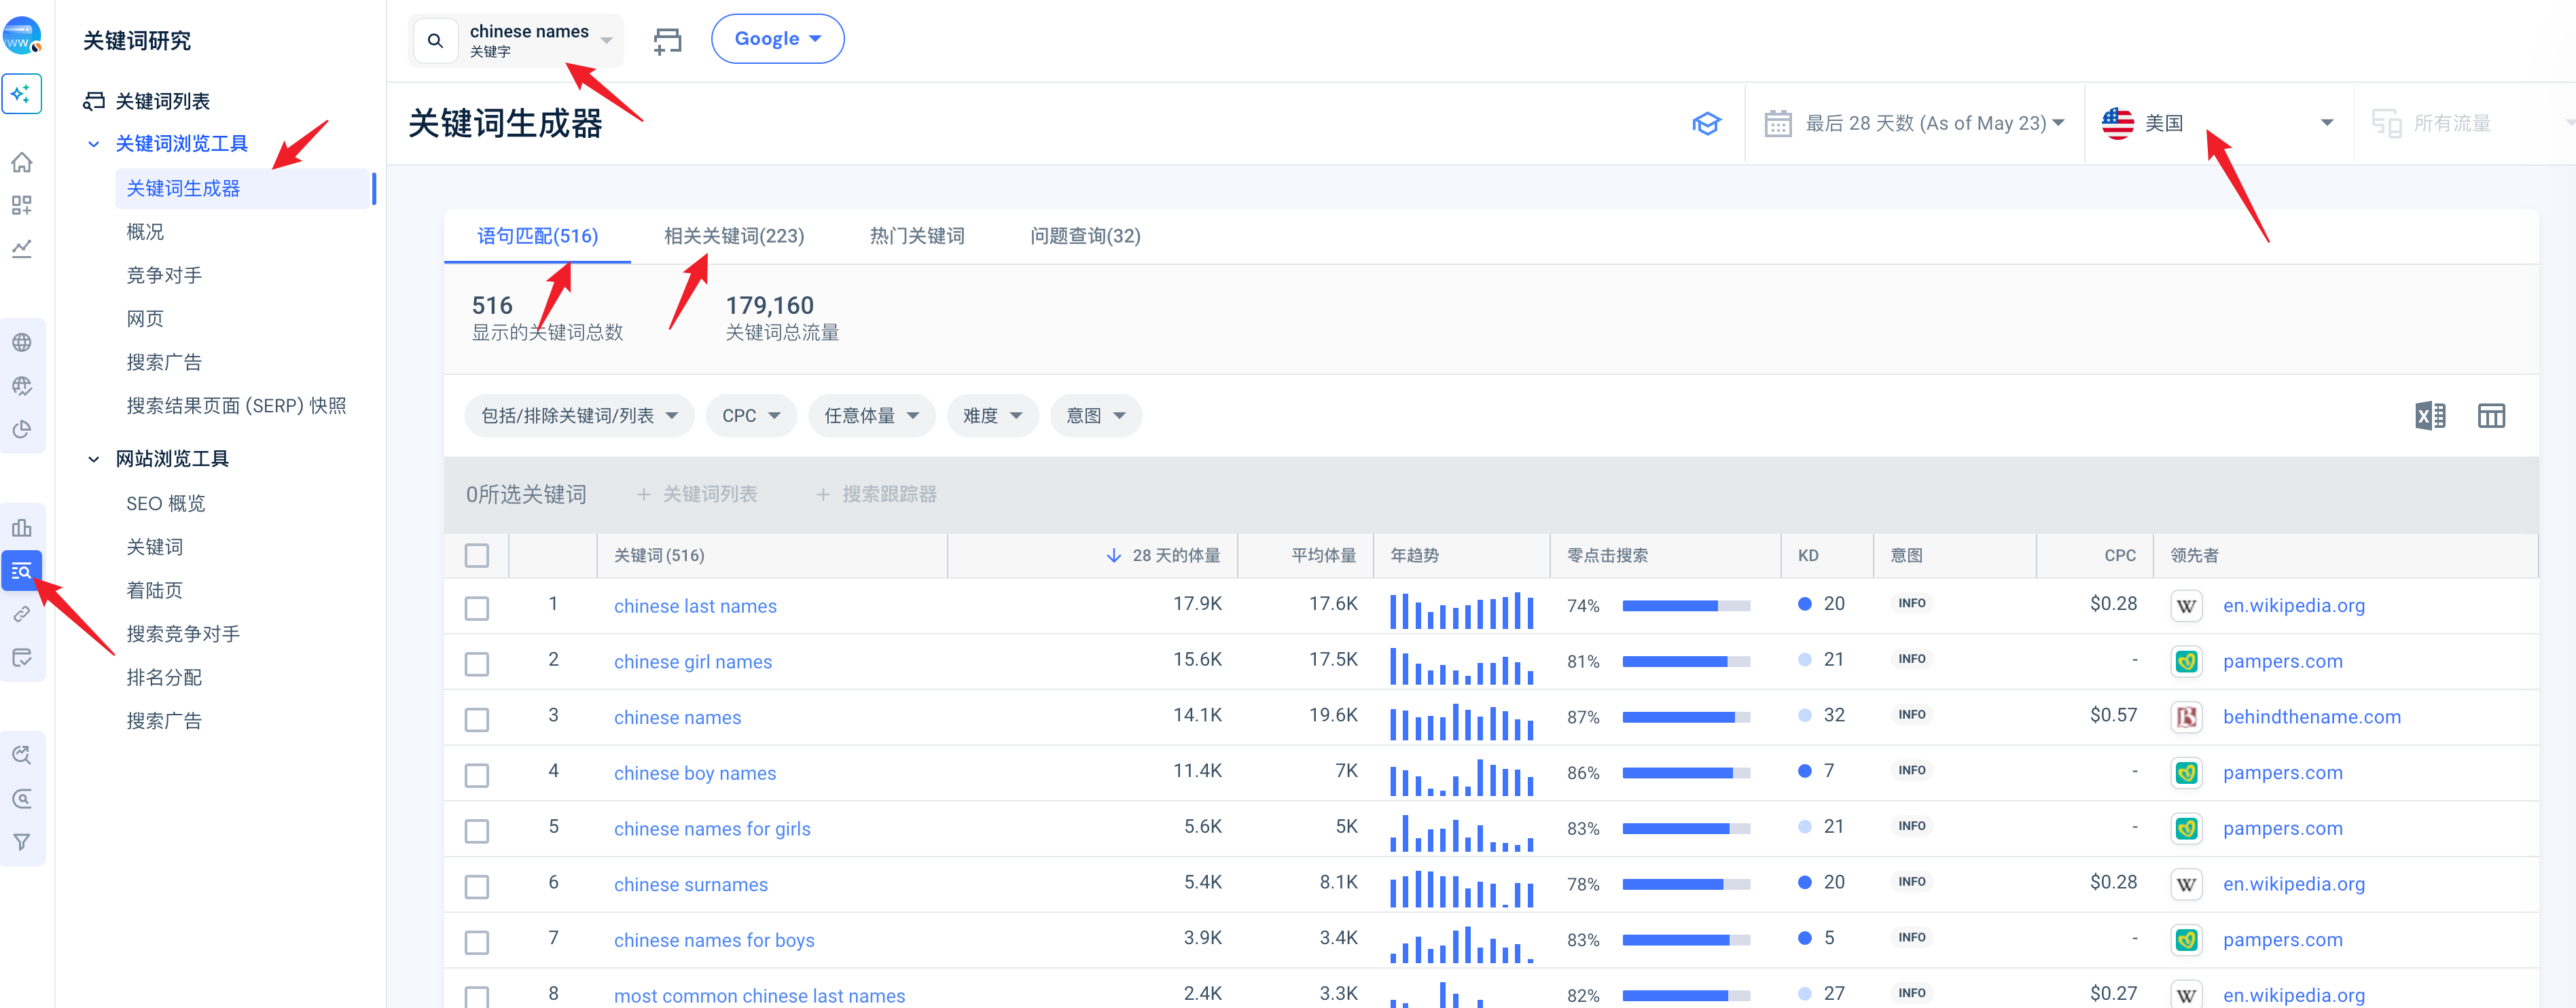 ww
关键词研究
关键词列表
关键词浏览工具
关键词生成器
概况
竞争对手
网页
搜索广告
搜索结果页面 (SERP) 快照
网站浏览工具
SEO 概览
关键词
着陆页
搜索竞争对手
排名分配
搜索广告
chinese names
关键字
Google
关键词生成器
最后 28 天数 (As of May 23)
美国
所有流量
语句匹配(516)
相关关键词(223)
热门关键词
问题查询(32)
516
显示的关键词总数
179,160
关键词总流量
包括/排除关键词/列表
CPC
任意体量
难度
意图
0所选关键词
+ 关键词列表
+ 搜索跟踪器
关键词 (516) 28 天的体量 平均体量 年趋势 零点击搜索 KD 意图 CPC 领先者
1 chinese last names 17.9K 17.6K 74% 20 INFO $0.28 W en.wikipedia.org
2 chinese girl names 15.6K 17.5K 81% 21 INFO - pampers.com
3 chinese names 14.1K 19.6K 87% 32 INFO $0.57 behindthename.com
4 chinese boy names 11.4K 7K 86% 7 INFO - pampers.com
5 chinese names for girls 5.6K 5K 83% 21 INFO - pampers.com
6 chinese surnames 5.4K 8.1K 78% 20 INFO $0.28 W en.wikipedia.org
7 chinese names for boys 3.9K 3.4K 83% 5 INFO - pampers.com
8 most common chinese last names 2.4K 3.3K 82% 27 INFO $0.27 W en.wikipedia.org